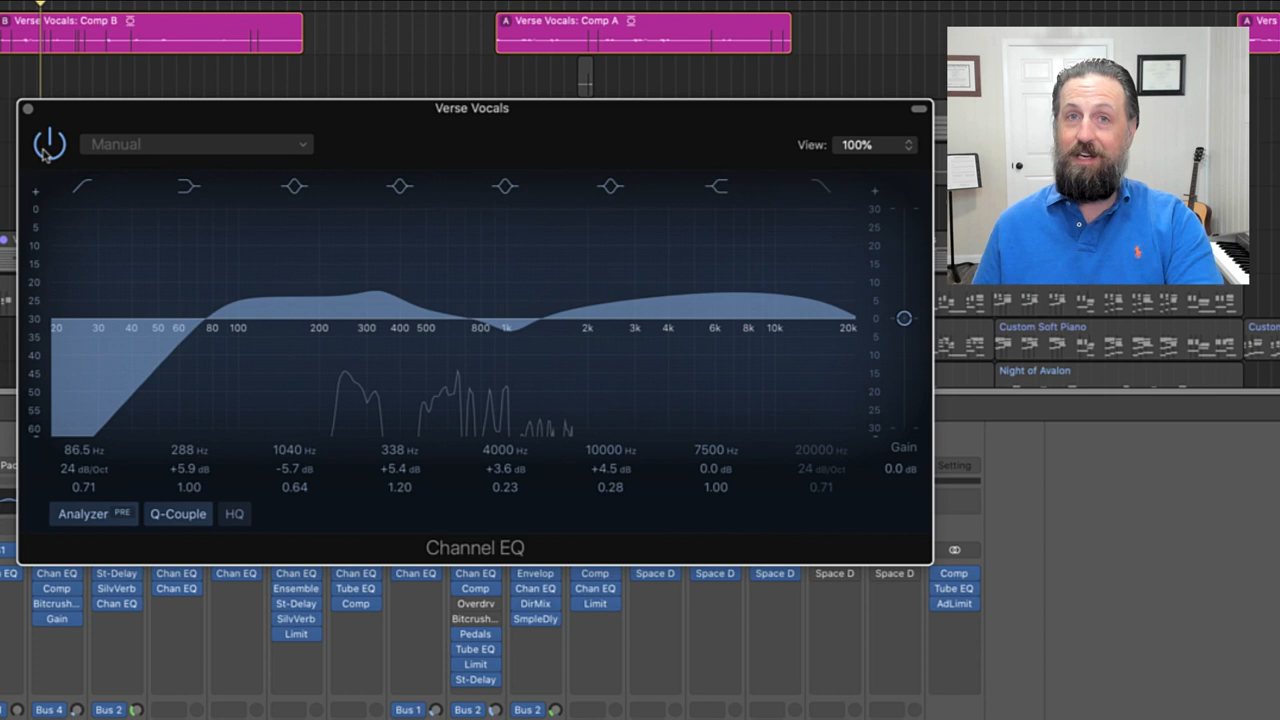 B Verse Vocals: Comp B
A Verse Vocals: Comp A
A Vers
Verse Vocals
Manual
View: 100%
+ +
0 30
5 25
10 20
15 15
20 10
25 5
30 0
35 5
40 10
45 15
50 20
55 25
60 30
- -
20 30 40 50 60 80 100 200 300 400 500 800 1k 2k 3k 4k 6k 8k 10k 20k
86.5 Hz 288 Hz 1040 Hz 338 Hz 4000 Hz 10000 Hz 7500 Hz 20000 Hz Gain
24 dB/Oct +5.9 dB -5.7 dB +5.4 dB +3.6 dB +4.5 dB 0.0 dB 24 dB/Oct 0.0 dB
0.71 1.00 0.64 1.20 0.23 0.28 1.00 0.71
Analyzer PRE Q-Couple HQ
Channel EQ
Custom Soft Piano
Custom
Night of Avalon
Setting
EQ Chan EQ St-Delay Chan EQ Chan EQ Chan EQ Chan EQ Chan EQ Chan EQ Envelop Comp Space D Space D Space D Space D Space D Comp
Comp SilvVerb Chan EQ Ensemble Tube EQ Comp Chan EQ Chan EQ Tube EQ
Bitcrush... Chan EQ St-Delay Comp Overdrv DirMix Limit AdLimit
Gain SilvVerb Bitcrush... SmpleDly
Limit Pedals
Tube EQ
Limit
St-Delay
Bus 4 Bus 2 Bus 1 Bus 2 Bus 2